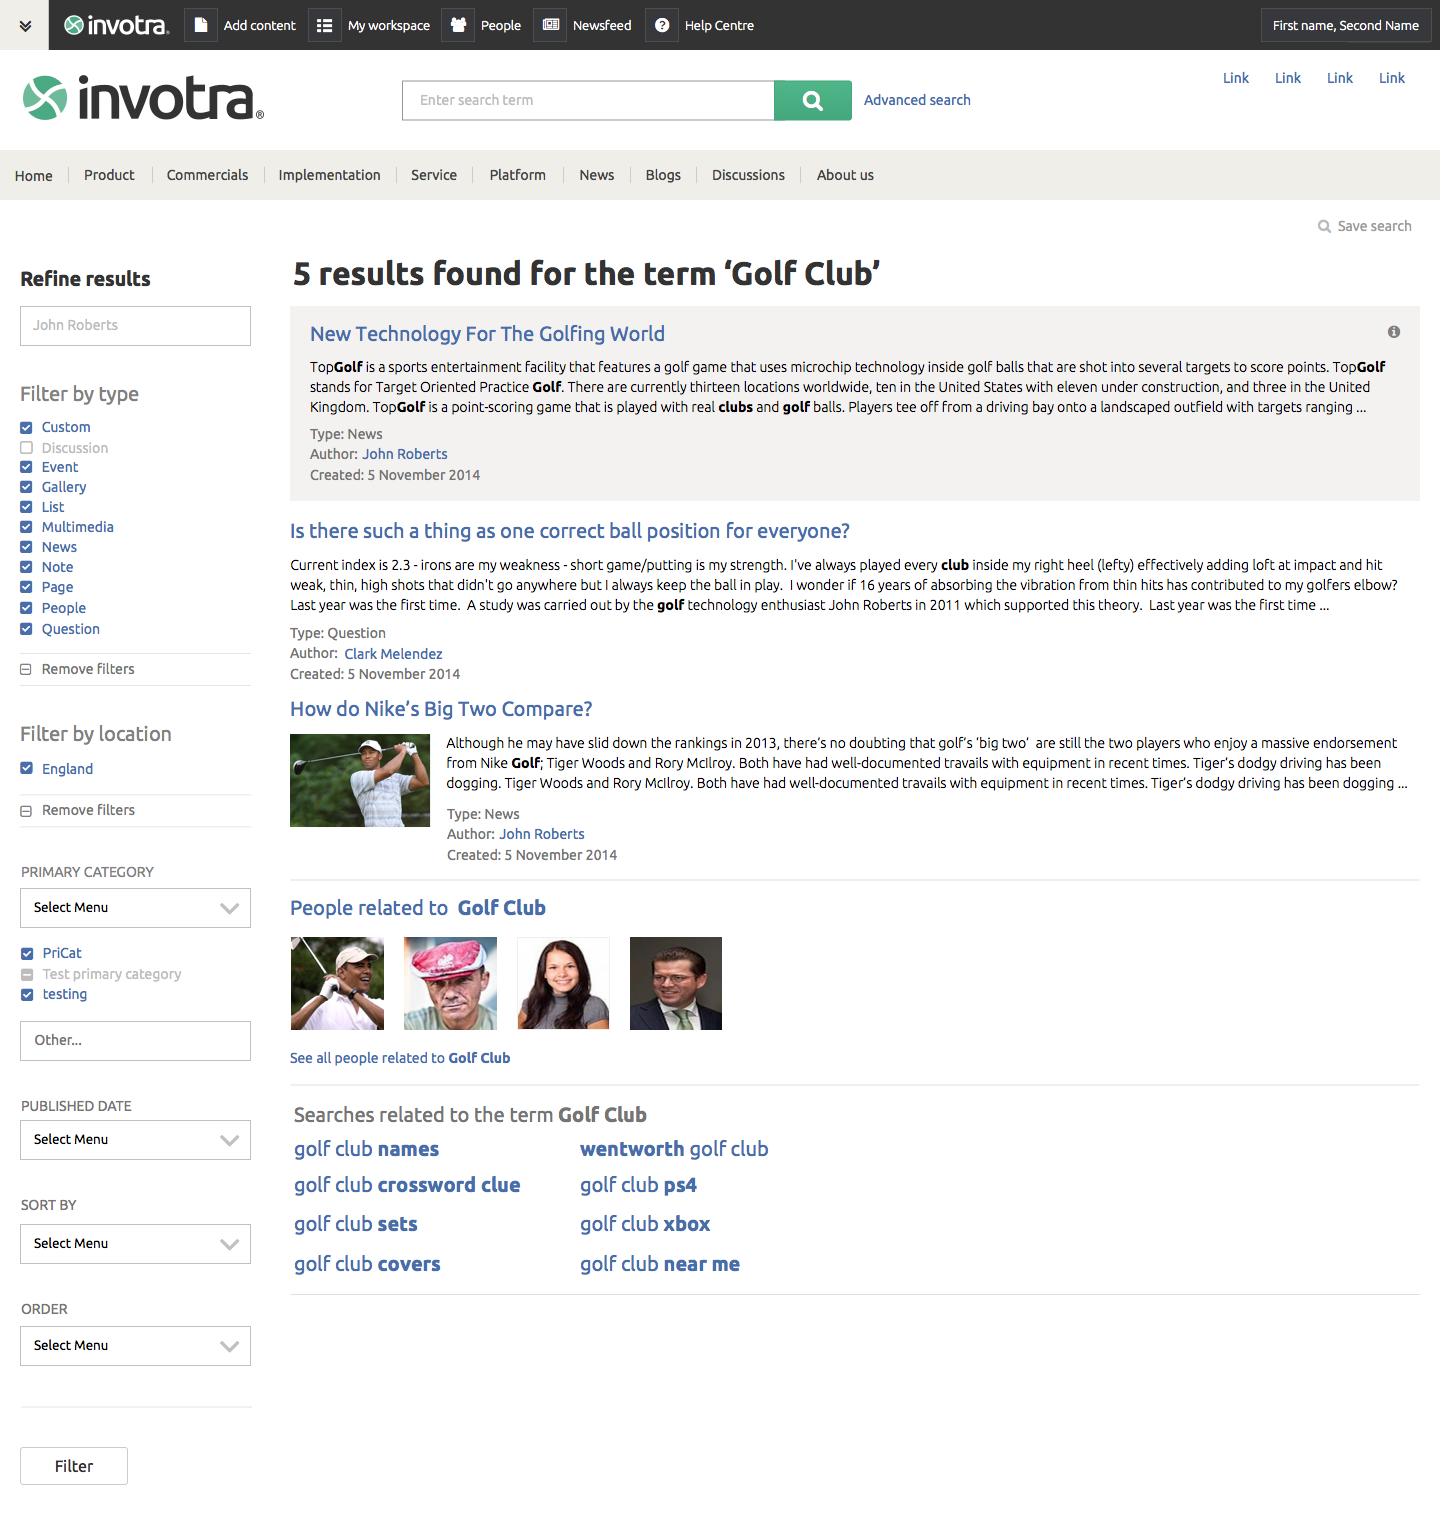 invotra. Add content My workspace People Newsfeed Help Centre First name, Second Name
invotra® Enter search term Advanced search Link Link Link Link
Home Product Commercials Implementation Service Platform News Blogs Discussions About us
Save search
Refine results
John Roberts
Filter by type
Custom
Discussion
Event
Gallery
List
Multimedia
News
Note
Page
People
Question
Remove filters
Filter by location
England
Remove filters
PRIMARY CATEGORY
Select Menu
PriCat
Test primary category
testing
Other...
PUBLISHED DATE
Select Menu
SORT BY
Select Menu
ORDER
Select Menu
Filter
5 results found for the term ‘Golf Club’
New Technology For The Golfing World
TopGolf is a sports entertainment facility that features a golf game that uses microchip technology inside golf balls that are shot into several targets to score points. TopGolf
stands for Target Oriented Practice Golf. There are currently thirteen locations worldwide, ten in the United States with eleven under construction, and three in the United
Kingdom. TopGolf is a point-scoring game that is played with real clubs and golf balls. Players tee off from a driving bay onto a landscaped outfield with targets ranging ...
Type: News
Author: John Roberts
Created: 5 November 2014
Is there such a thing as one correct ball position for everyone?
Current index is 2.3 - irons are my weakness - short game/putting is my strength. I've always played every club inside my right heel (lefty) effectively adding loft at impact and hit
weak, thin, high shots that didn't go anywhere but I always keep the ball in play. I wonder if 16 years of absorbing the vibration from thin hits has contributed to my golfers elbow?
Last year was the first time. A study was carried out by the golf technology enthusiast John Roberts in 2011 which supported this theory. Last year was the first time ...
Type: Question
Author: Clark Melendez
Created: 5 November 2014
How do Nike’s Big Two Compare?
Although he may have slid down the rankings in 2013, there’s no doubting that golf’s ‘big two’ are still the two players who enjoy a massive endorsement
from Nike Golf; Tiger Woods and Rory McIlroy. Both have had well-documented travails with equipment in recent times. Tiger’s dodgy driving has been
dogging. Tiger Woods and Rory McIlroy. Both have had well-documented travails with equipment in recent times. Tiger’s dodgy driving has been dogging ...
Type: News
Author: John Roberts
Created: 5 November 2014
People related to Golf Club
See all people related to Golf Club
Searches related to the term Golf Club
golf club names wentworth golf club
golf club crossword clue golf club ps4
golf club sets golf club xbox
golf club covers golf club near me